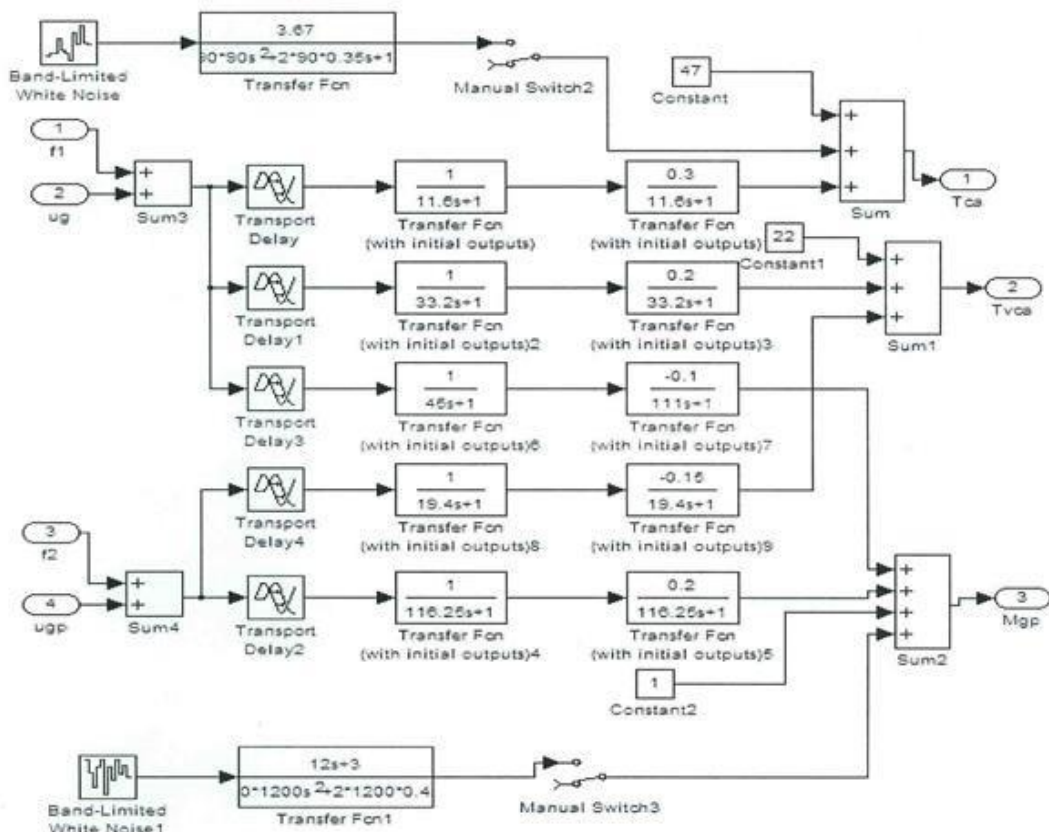 3.67
90*90s²+2*90*0.35s+1
Transfer Fcn
Band-Limited
White Noise
Manual Switch2
47
Constant
1
f1
2
ug
+
+
Sum3
Transport
Delay
1
11.6s+1
Transfer Fcn
(with initial outputs)
0.3
11.6s+1
Transfer Fcn
(with initial outputs)
+
+
+
Sum
1
Tca
22
Constant1
Transport
Delay1
1
33.2s+1
Transfer Fcn
(with initial outputs)2
0.2
33.2s+1
Transfer Fcn
(with initial outputs)3
+
+
+
Sum1
2
Tvca
Transport
Delay3
1
45s+1
Transfer Fcn
(with initial outputs)6
-0.1
111s+1
Transfer Fcn
(with initial outputs)7
Transport
Delay4
1
19.4s+1
Transfer Fcn
(with initial outputs)8
-0.15
19.4s+1
Transfer Fcn
(with initial outputs)9
3
f2
4
ugp
+
+
Sum4
Transport
Delay2
1
116.25s+1
Transfer Fcn
(with initial outputs)4
0.2
116.25s+1
Transfer Fcn
(with initial outputs)5
+
+
+
+
Sum2
3
Mgp
1
Constant2
12s+3
0*1200s²+2*1200*0.4
Transfer Fcn1
Band-Limited
White Noise1
Manual Switch3